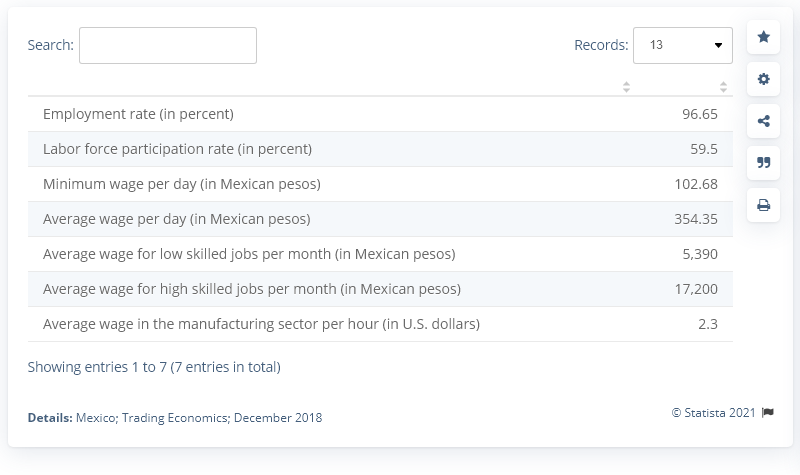 Search:
Records: 13
Employment rate (in percent) 96.65
Labor force participation rate (in percent) 59.5
Minimum wage per day (in Mexican pesos) 102.68
Average wage per day (in Mexican pesos) 354.35
Average wage for low skilled jobs per month (in Mexican pesos) 5,390
Average wage for high skilled jobs per month (in Mexican pesos) 17,200
Average wage in the manufacturing sector per hour (in U.S. dollars) 2.3
Showing entries 1 to 7 (7 entries in total)
Details: Mexico; Trading Economics; December 2018
© Statista 2021